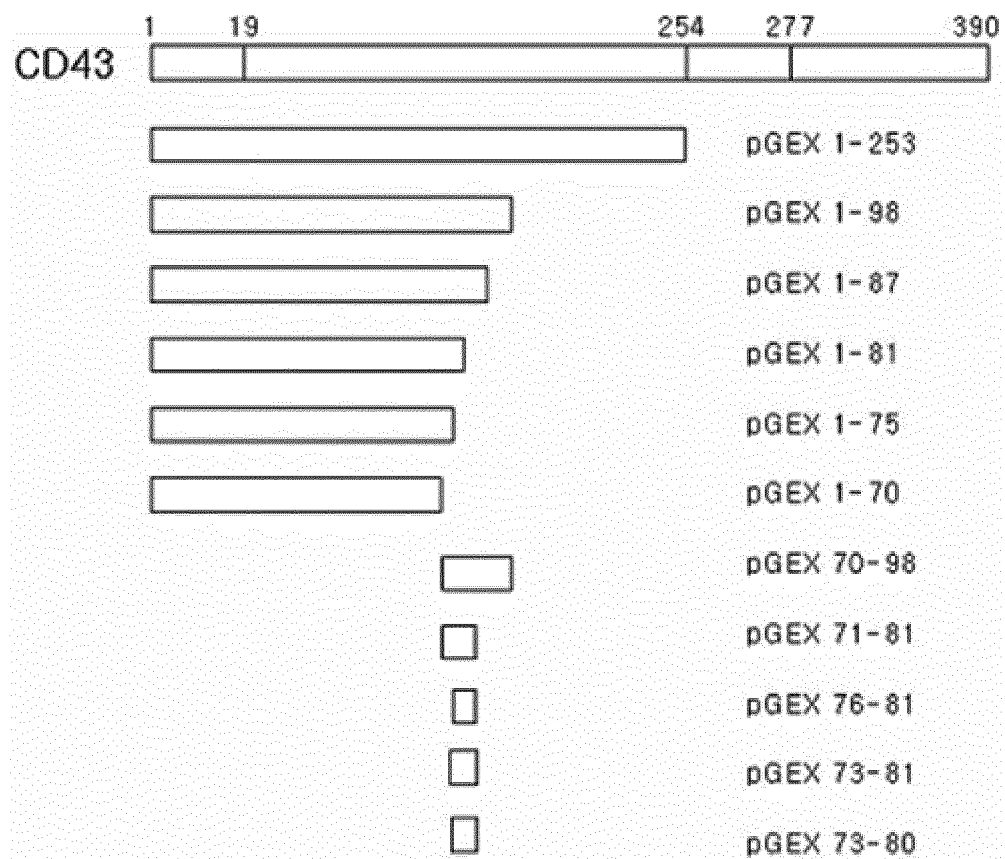 1 19 254 277 390
CD43
pGEX 1-253
pGEX 1-98
pGEX 1-87
pGEX 1-81
pGEX 1-75
pGEX 1-70
pGEX 70-98
pGEX 71-81
pGEX 76-81
pGEX 73-81
pGEX 73-80